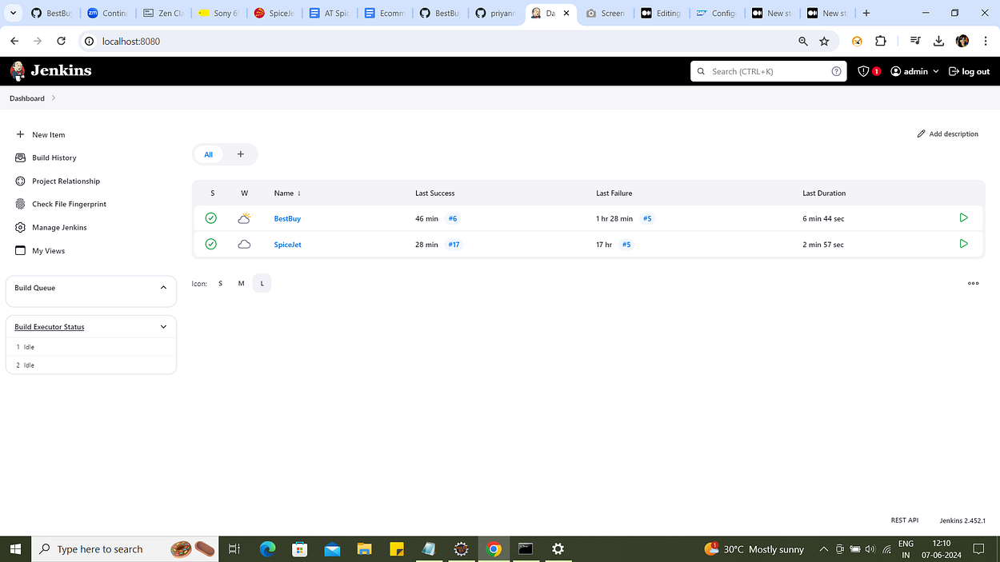 BestBu
Contin
Zen Cla
Sony 65
SpiceJe
AT Spic
Ecomm
BestBu
priyan
Da
Screen
Editing
Config
New st
New st
localhost:8080
Jenkins
Search (CTRL+K)
1
admin
log out
Dashboard
New Item
Build History
Project Relationship
Check File Fingerprint
Manage Jenkins
My Views
Build Queue
Build Executor Status
1 Idle
2 Idle
Add description
All +
S W Name ↓ Last Success Last Failure Last Duration
BestBuy 46 min #6 1 hr 28 min #5 6 min 44 sec
SpiceJet 28 min #17 17 hr #5 2 min 57 sec
Icon: S M L
REST API Jenkins 2.452.1
Type here to search
30°C Mostly sunny
ENG
IN
12:10
07-06-2024